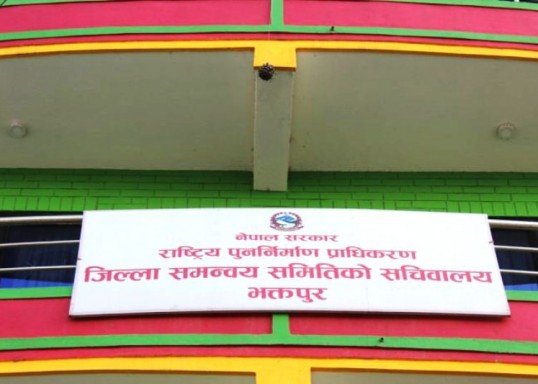 नेपाल सरकार
राष्ट्रिय पुनर्निर्माण प्राधिकरण
जिल्ला समन्वय समितिको सचिवालय
भक्तपुर